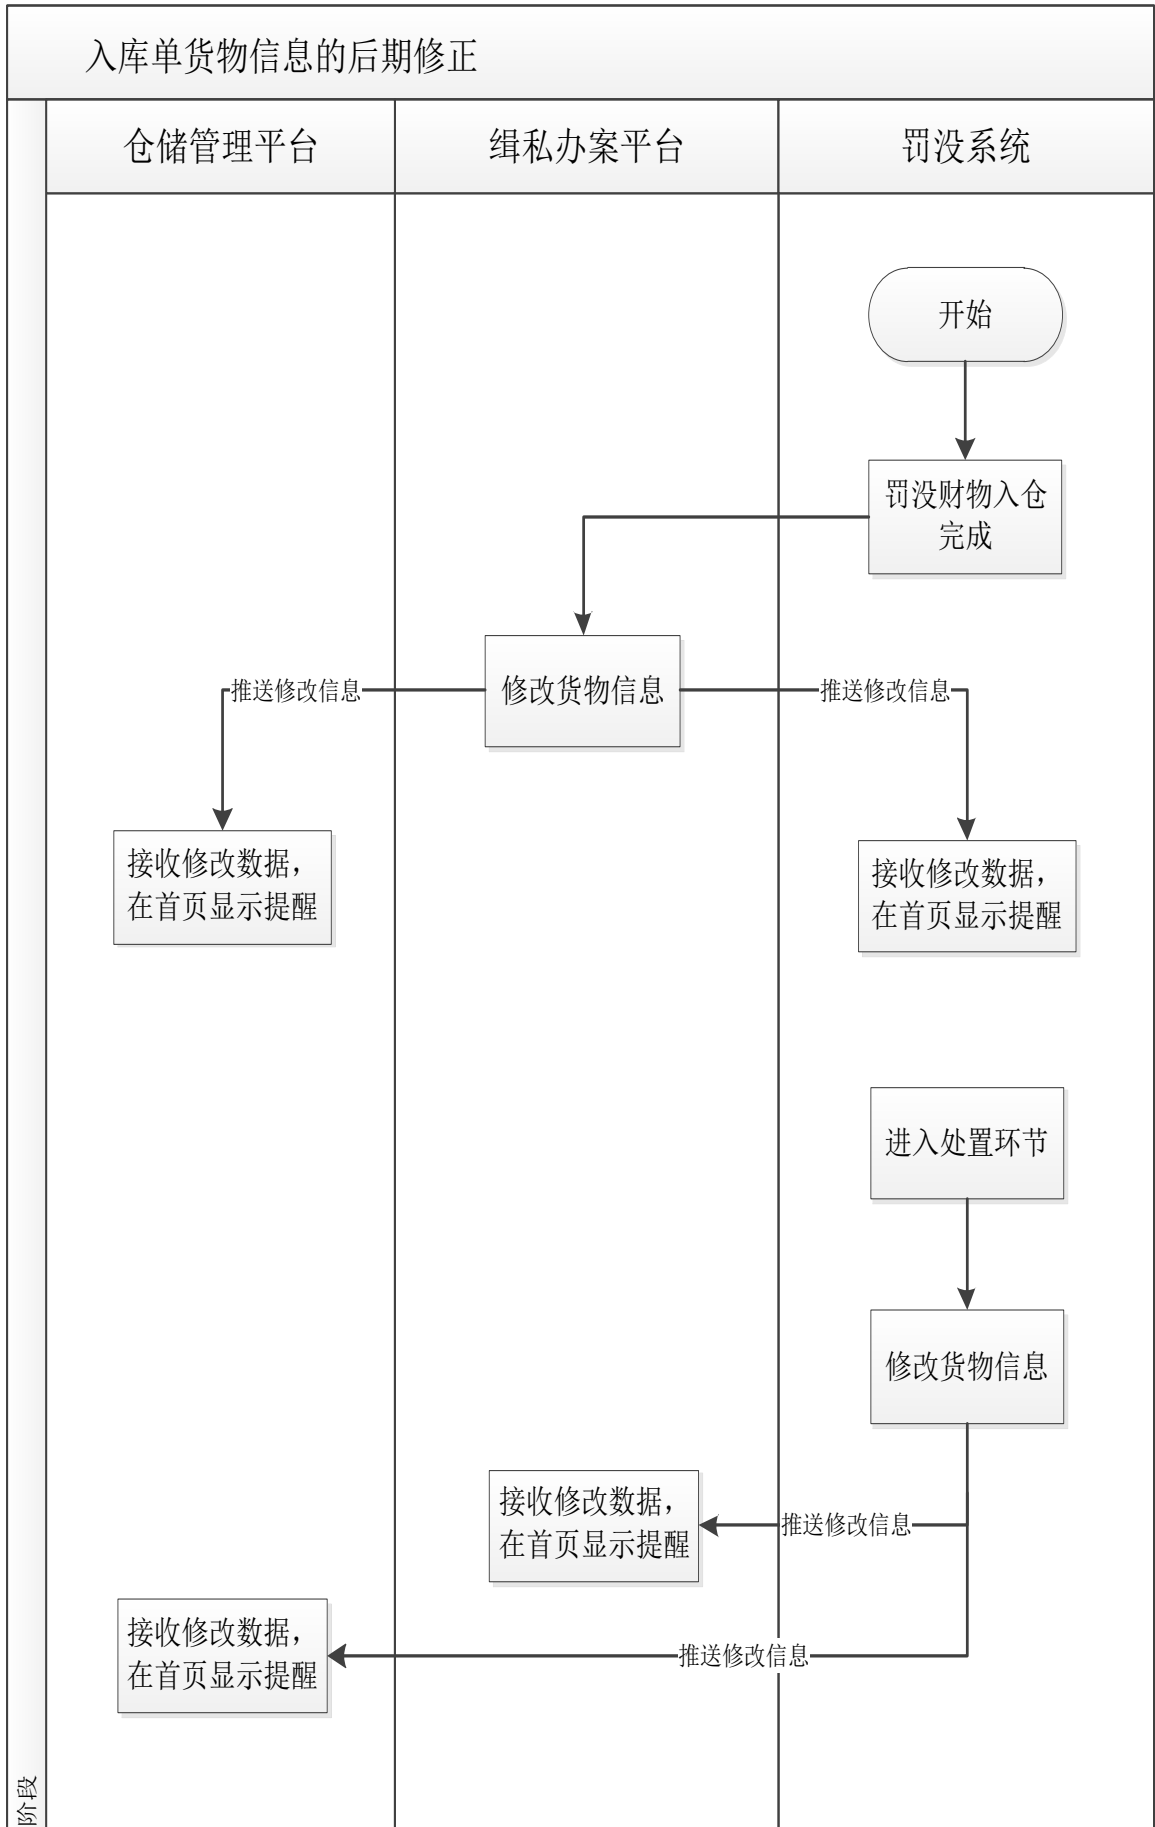 入库单货物信息的后期修正
仓储管理平台
缉私办案平台
罚没系统
开始
罚没财物入仓
完成
修改货物信息
推送修改信息
推送修改信息
接收修改数据，
在首页显示提醒
接收修改数据，
在首页显示提醒
进入处置环节
修改货物信息
接收修改数据，
在首页显示提醒
推送修改信息
接收修改数据，
在首页显示提醒
推送修改信息
阶段